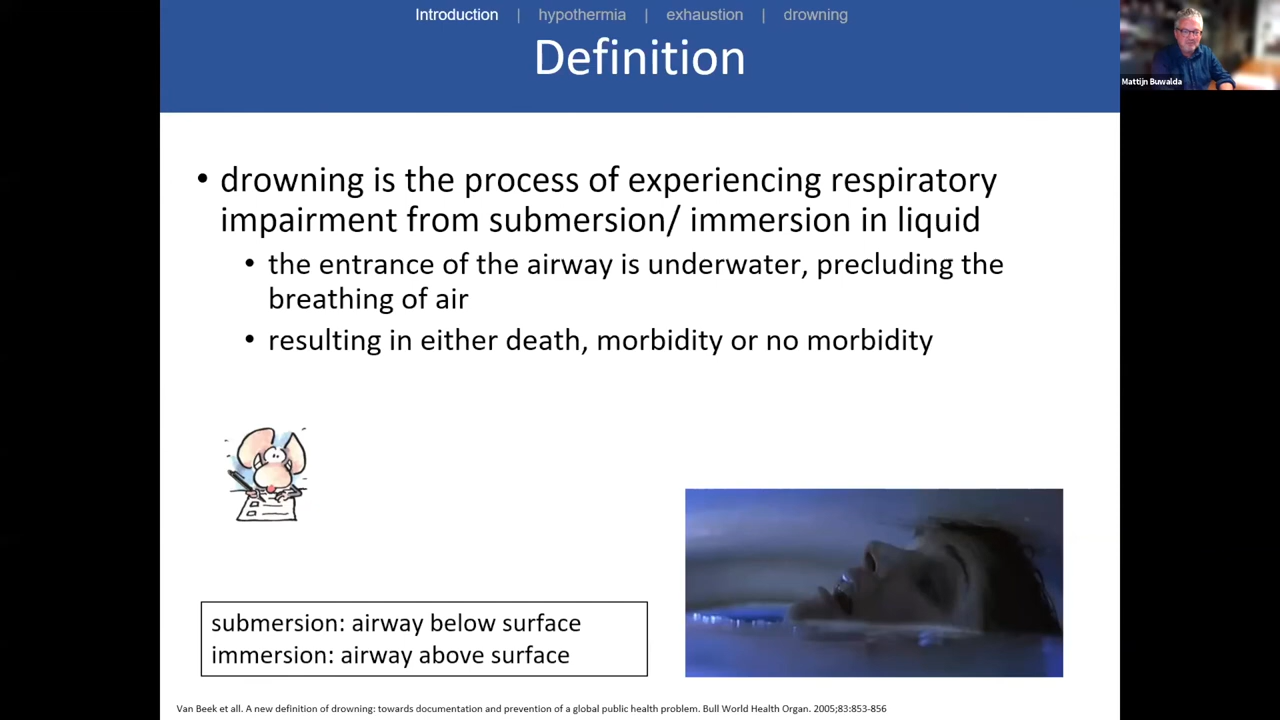 Introduction | hypothermia | exhaustion | drowning
Definition
Mattijn Buwalda
• drowning is the process of experiencing respiratory
impairment from submersion/ immersion in liquid
• the entrance of the airway is underwater, precluding the
breathing of air
• resulting in either death, morbidity or no morbidity
submersion: airway below surface
immersion: airway above surface
Van Beek et all. A new definition of drowning: towards documentation and prevention of a global public health problem. Bull World Health Organ. 2005;83:853-856